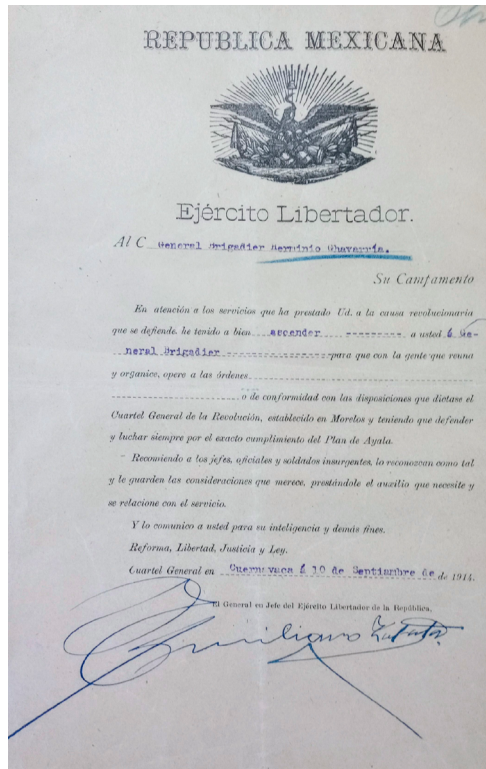 REPUBLICA MEXICANA
Ejército Libertador.
Al C General Brigadier Herminio Chavarría.
Su Campamento
En atención a los servicios que ha prestado Ud. a la causa revolucionaria
que se defiende, he tenido a bien ascender ---------- a usted á Ge-
neral Brigadier ------------------para que con la gente que reuna
y organice, opere a las órdenes
o de conformidad con las disposiciones que dictase el
Cuartel General de la Revolución, establecido en Morelos y teniendo que defender
y luchar siempre por el exacto cumplimiento del Plan de Ayala.
Recomiendo a los jefes, oficiales y soldados insurgentes, lo reconozcan como tal
y le guarden las consideraciones que merece, prestándole el auxilio que necesite y
se relacione con el servicio.
Y lo comunico a usted para su inteligencia y demás fines.
Reforma, Libertad, Justicia y Ley.
Cuartel General en Cuernavaca á 10 de Septiembre de de 1914.
El General en Jefe del Ejército Libertador de la República,
Emiliano Zapata